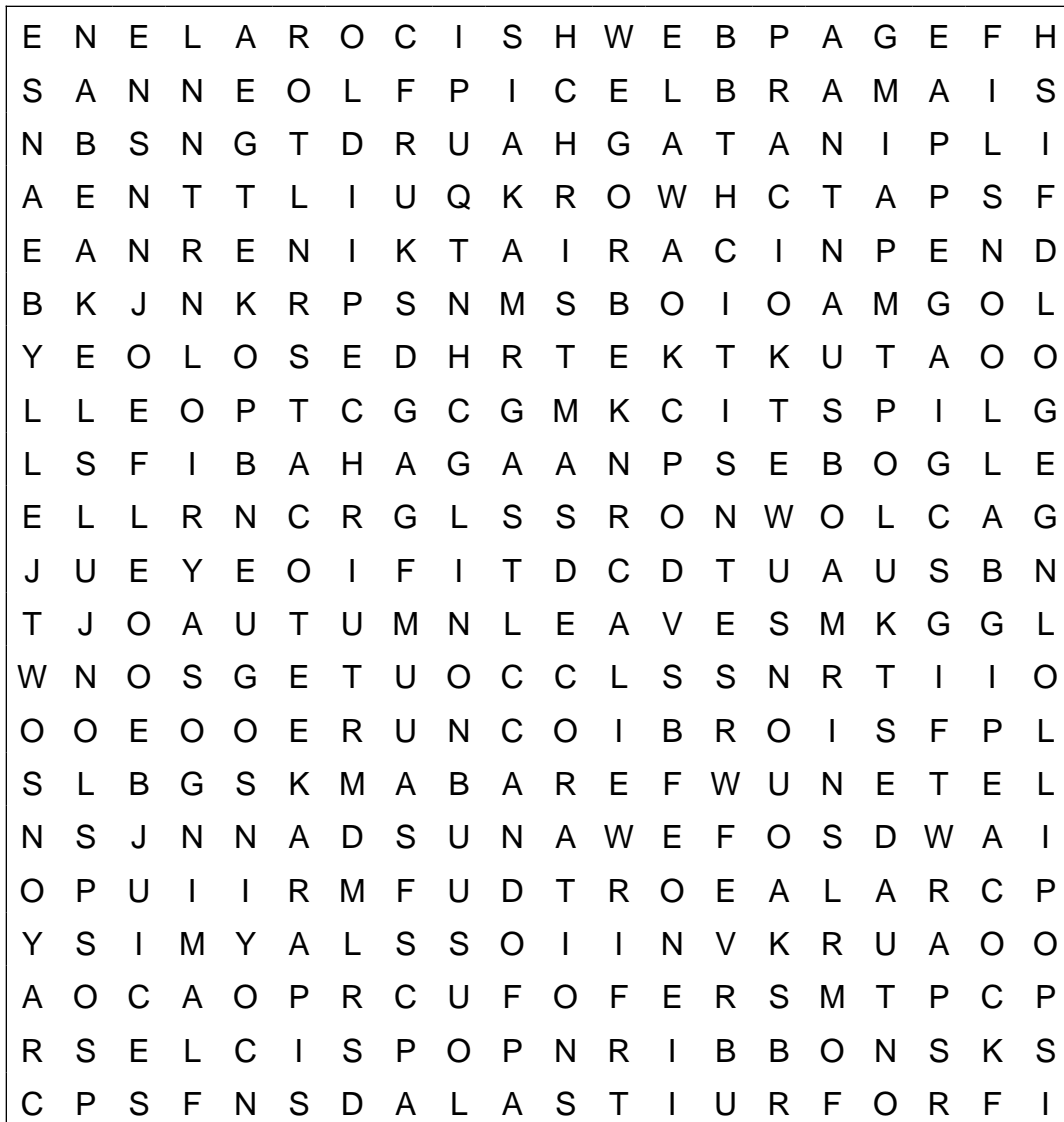 E N E L A R O C I S H W E B P A G E F H
S A N N E O L F P I C E L B R A M A I S
N B S N G T D R U A H G A T A N I P L I
A E N T T L I U Q K R O W H C T A P S F
E A N R E N I K T A I R A C I N P E N D
B K J N K R P S N M S B O I O A M G O L
Y E O L O S E D H R T E K T K U T A O O
L L E O P T C G C G M K C I T S P I L G
L S F I B A H A G A A N P S E B O G L E
E L L R N C R G L S S R O N W O L C A G
J U E Y E O I F I T D C D T U A U S B N
T J O A U T U M N L E A V E S M K G G L
W N O S G E T U O C C L S S N R T I I O
O O E O O E R U N C O I B R O I S F P L
S L B G S K M A B A R E F W U N E T E L
N S J N N A D S U N A W E F O S D W A I
O P U I I R M F U D T R O E A L A R C P
Y S I M Y A L S S O I I N V K R U A O O
A O C A O P R C U F O F E R S M T P C P
R S E L C I S P O P N R I B B O N S K S
C P S F N S D A L A S T I U R F O R F I